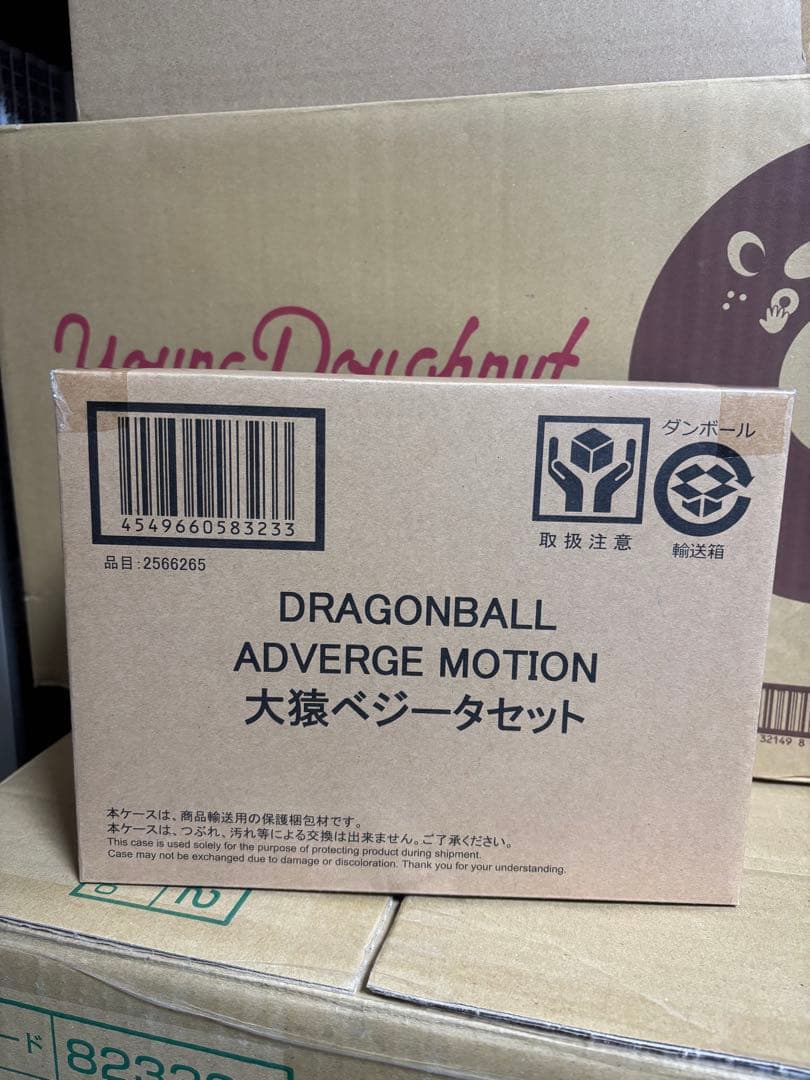 Young Doughnut
4549660583233
品目:2566265
取扱注意
ダンボール
輸送箱
DRAGONBALL
ADVERGE MOTION
大猿ベジータセット
本ケースは、商品輸送用の保護梱包材です。
本ケースは、つぶれ、汚れ等による交換は出来ません。ご了承ください。
This case is used solely for the purpose of protecting product during shipment.
Case may not be exchanged due to damage or discoloration. Thank you for your understanding.
32149 8